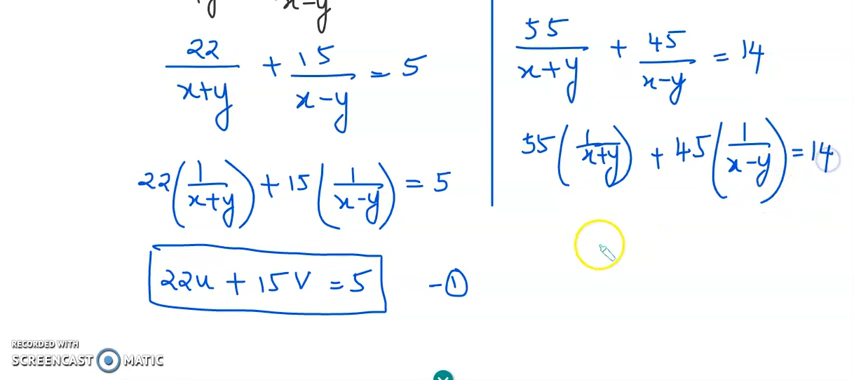 x-y
22/(x+y) + 15/(x-y) = 5
22(1/(x+y)) + 15(1/(x-y)) = 5
22u + 15v = 5 -①
55/(x+y) + 45/(x-y) = 14
55(1/(x+y)) + 45(1/(x-y)) = 14
RECORDED WITH
SCREENCAST MATIC